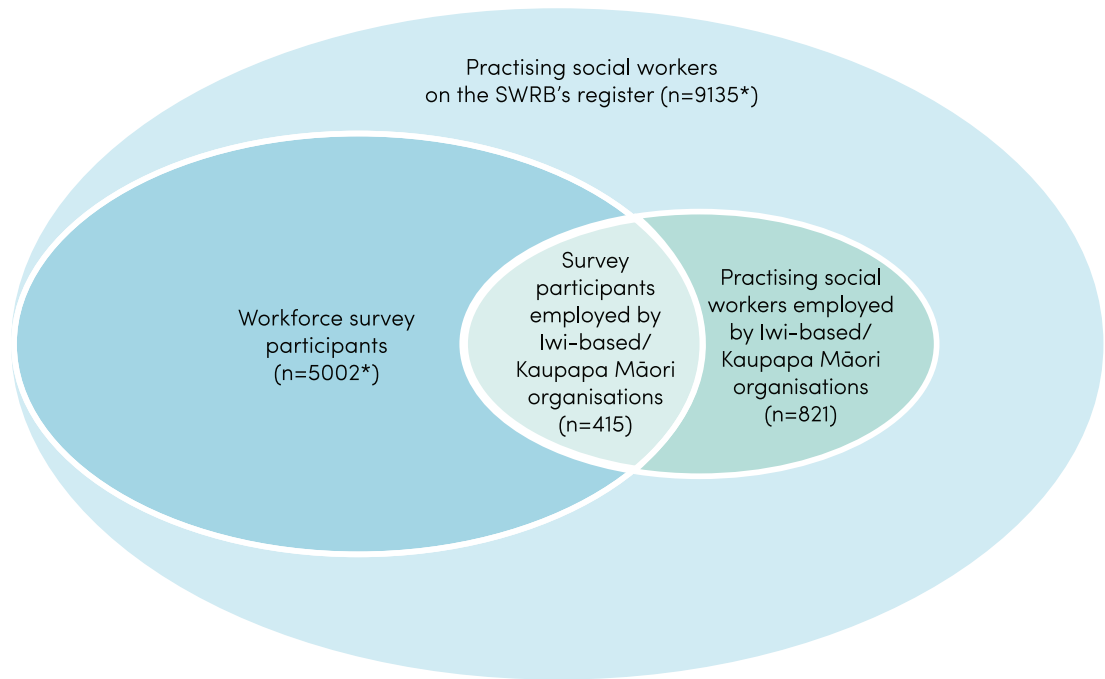 Practising social workers
on the SWRB's register (n=9135*)
Workforce survey
participants
(n=5002*)
Survey
participants
employed by
Iwi-based/
Kaupapa Māori
organisations
(n=415)
Practising social
workers employed
by Iwi-based/
Kaupapa Māori
organisations
(n=821)